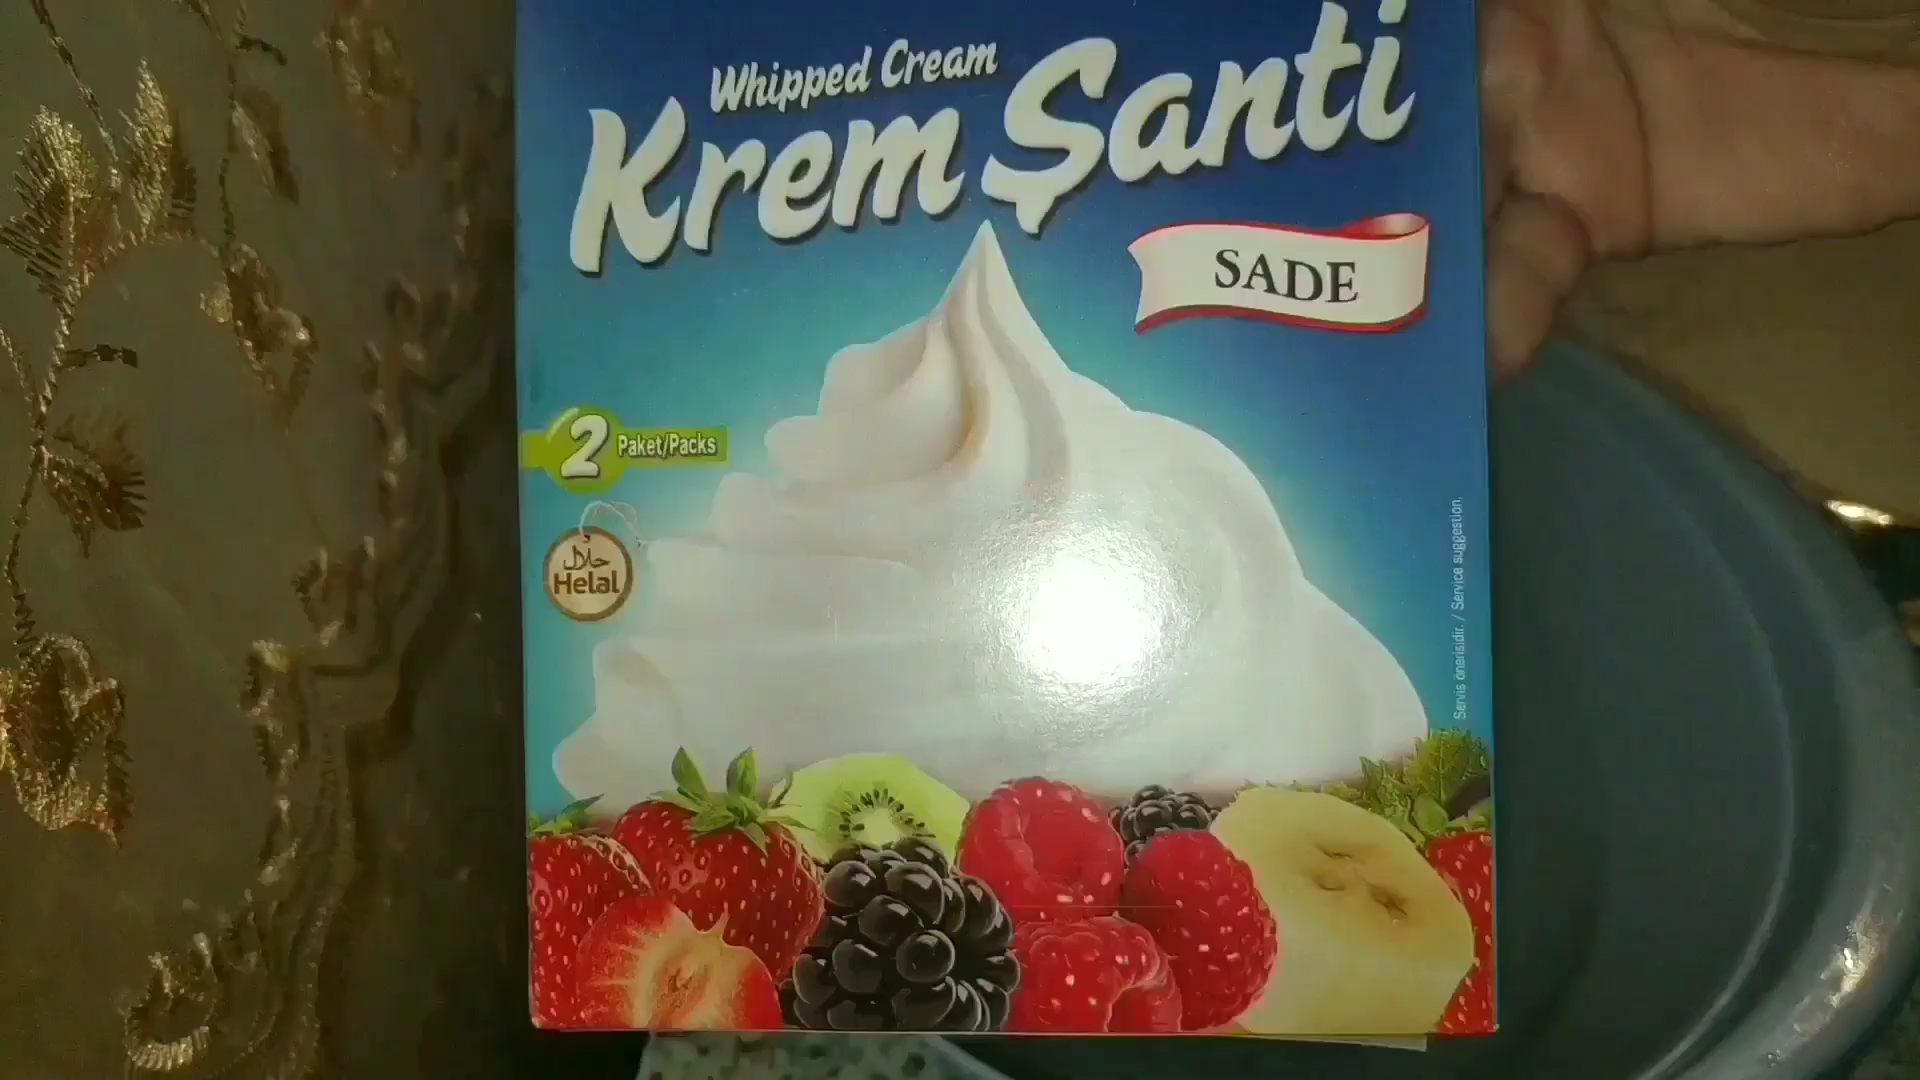 Whipped Cream
Krem Şanti
SADE
2 Paket/Packs
حلال
Helal
Servis önerisidir. / Service suggestion.